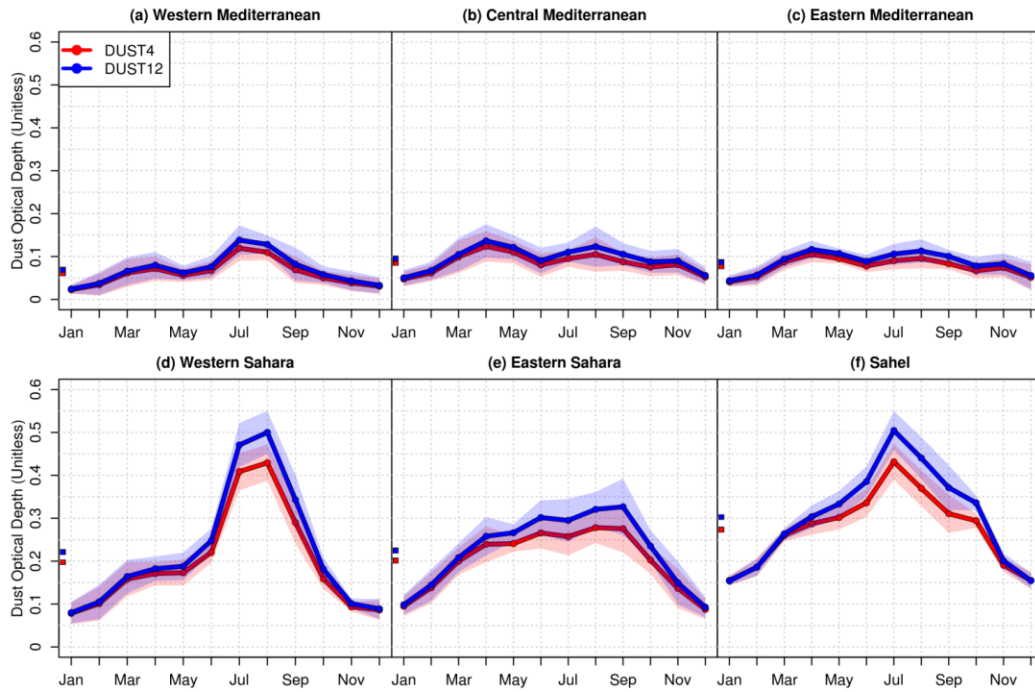 (a) Western Mediterranean
(b) Central Mediterranean
(c) Eastern Mediterranean
DUST4
DUST12
Dust Optical Depth (Unitless)
0.6
0.5
0.4
0.3
0.2
0.1
0
Jan Mar May Jul Sep Nov
Jan Mar May Jul Sep Nov
Jan Mar May Jul Sep Nov
(d) Western Sahara
(e) Eastern Sahara
(f) Sahel
Dust Optical Depth (Unitless)
0.6
0.5
0.4
0.3
0.2
0.1
0
Jan Mar May Jul Sep Nov
Jan Mar May Jul Sep Nov
Jan Mar May Jul Sep Nov